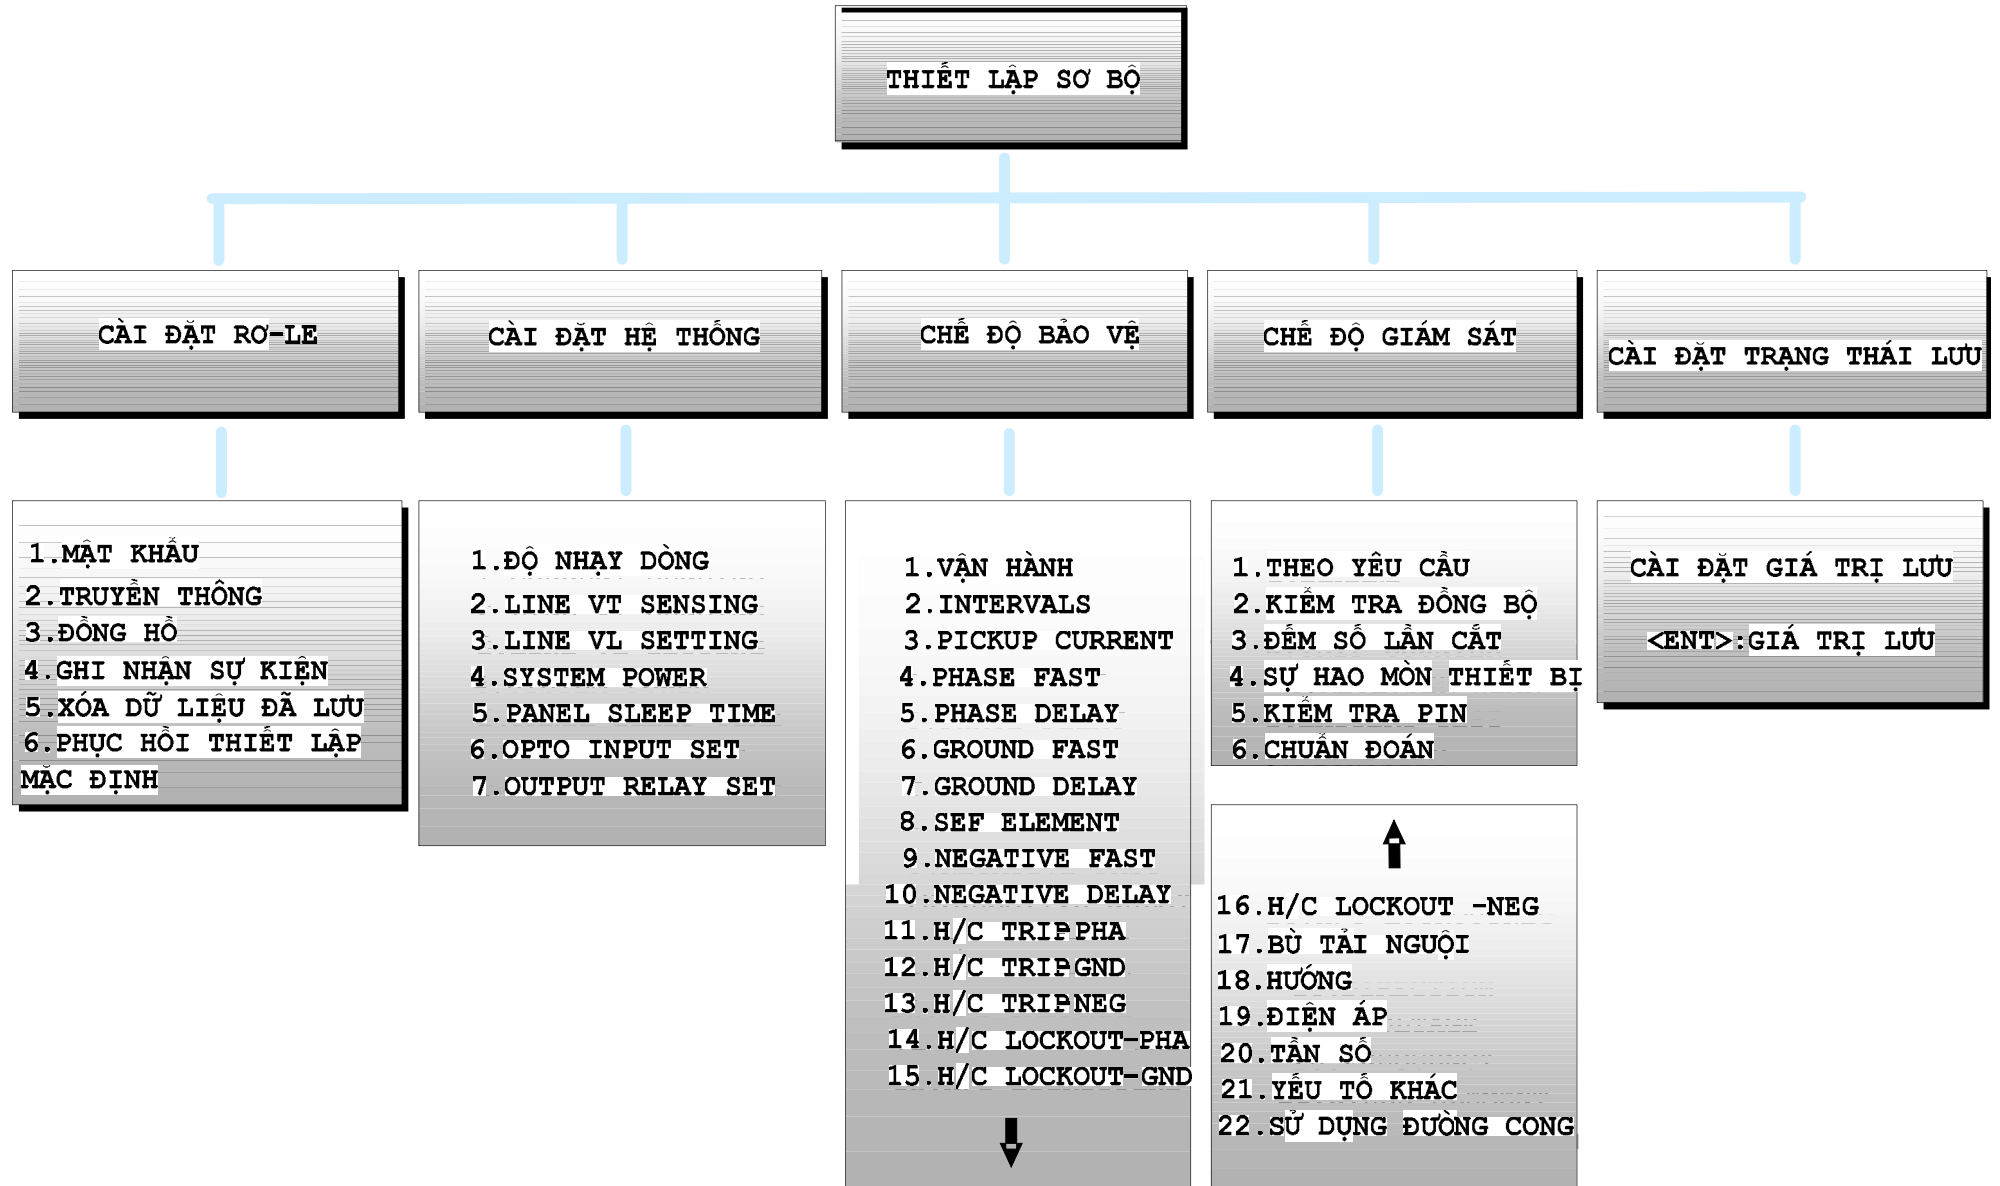 THIẾT LẬP SƠ BỘ
CÀI ĐẶT RƠ-LE
CÀI ĐẶT HỆ THỐNG
CHẾ ĐỘ BẢO VỆ
CHẾ ĐỘ GIÁM SÁT
CÀI ĐẶT TRẠNG THÁI LƯU
1.MẬT KHẨU
2.TRUYỀN THÔNG
3.ĐỒNG HỒ
4.GHI NHẬN SỰ KIỆN
5.XÓA DỮ LIỆU ĐÃ LƯU
6.PHỤC HỒI THIẾT LẬP
MẶC ĐỊNH
1.ĐỘ NHẠY DÒNG
2.LINE VT SENSING
3.LINE VL SETTING
4.SYSTEM POWER
5.PANEL SLEEP TIME
6.OPTO INPUT SET
7.OUTPUT RELAY SET
1.VẬN HÀNH
2.INTERVALS
3.PICKUP CURRENT
4.PHASE FAST
5.PHASE DELAY
6.GROUND FAST
7.GROUND DELAY
8.SEF ELEMENT
9.NEGATIVE FAST
10.NEGATIVE DELAY
11.H/C TRIP-PHA
12.H/C TRIP-GND
13.H/C TRIP-NEG
14.H/C LOCKOUT-PHA
15.H/C LOCKOUT-GND
1.THEO YÊU CẦU
2.KIỂM TRA ĐỒNG BỘ
3.ĐẾM SỐ LẦN CẮT
4.SỰ HAO MÒN THIẾT BỊ
5.KIỂM TRA PIN
6.CHUẨN ĐOÁN
16.H/C LOCKOUT -NEG
17.BÙ TẢI NGUỘI
18.HƯỚNG
19.ĐIỆN ÁP
20.TẦN SỐ
21.YẾU TỐ KHÁC
22.SỬ DỤNG ĐƯỜNG CONG
CÀI ĐẶT GIÁ TRỊ LƯU
<ENT>:GIÁ TRỊ LƯU